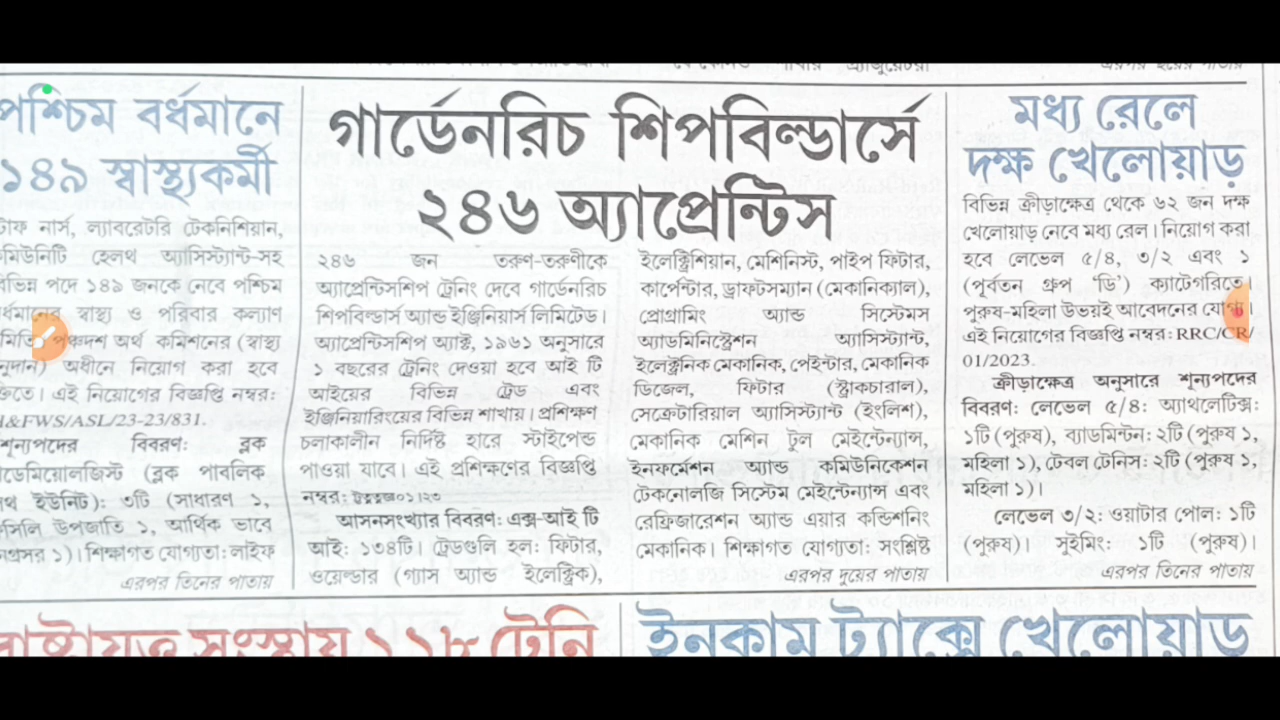 পশ্চিম বর্ধমানে
১৪৯ স্বাস্থ্যকর্মী
টাফ নার্স, ল্যাবরেটরি টেকনিশিয়ান,
মিউনিটি হেলথ অ্যাসিস্ট্যান্ট-সহ
বিভিন্ন পদে ১৪৯ জনকে নেবে পশ্চিম
র্ধমানের স্বাস্থ্য ও পরিবার কল্যাণ
মিতি পঞ্চদশ অর্থ কমিশনের (স্বাস্থ্য
নুদান) অধীনে নিয়োগ করা হবে
ক্তিতে। এই নিয়োগের বিজ্ঞপ্তি নম্বর:
H&FWS/ASL/23-23/831.
শূন্যপদের বিবরণ: ব্লক
ডেমিয়োলজিস্ট (ব্লক পাবলিক
থ ইউনিট): ৩টি (সাধারণ ১,
ফসিলি উপজাতি ১, আর্থিক ভাবে
নগ্রসর ১)। শিক্ষাগত যোগ্যতা: লাইফ
এরপর তিনের পাতায়
গার্ডেনরিচ শিপবিল্ডার্সে
২৪৬ অ্যাপ্রেন্টিস
২৪৬ জন তরুণ-তরুণীকে
অ্যাপ্রেন্টিসশিপ ট্রেনিং দেবে গার্ডেনরিচ
শিপবিল্ডার্স অ্যান্ড ইঞ্জিনিয়ার্স লিমিটেড।
অ্যাপ্রেন্টিসশিপ অ্যাক্ট, ১৯৬১ অনুসারে
১ বছরের ট্রেনিং দেওয়া হবে আই টি
আইয়ের বিভিন্ন ট্রেড এবং
ইঞ্জিনিয়ারিংয়ের বিভিন্ন শাখায়। প্রশিক্ষণ
চলাকালীন নির্দিষ্ট হারে স্টাইপেন্ড
পাওয়া যাবে। এই প্রশিক্ষণের বিজ্ঞপ্তি
নম্বর:
আসনসংখ্যার বিবরণ: এক্স-আই টি
আই: ১৩৪টি। ট্রেডগুলি হল: ফিটার,
ওয়েল্ডার (গ্যাস অ্যান্ড ইলেক্ট্রিক),
ইলেক্ট্রিশিয়ান, মেশিনিস্ট, পাইপ ফিটার,
কার্পেন্টার, ড্রাফটসম্যান (মেকানিক্যাল),
প্রোগ্রামিং অ্যান্ড সিস্টেমস
অ্যাডমিনিস্ট্রেশন অ্যাসিস্ট্যান্ট,
ইলেক্ট্রনিক মেকানিক, পেইন্টার, মেকানিক
ডিজেল, ফিটার (স্ট্রাকচারাল),
সেক্রেটারিয়াল অ্যাসিস্ট্যান্ট (ইংলিশ),
মেকানিক মেশিন টুল মেইন্টেন্যান্স,
ইনফর্মেশন অ্যান্ড কমিউনিকেশন
টেকনোলজি সিস্টেম মেইন্টেন্যান্স এবং
রেফ্রিজারেশন অ্যান্ড এয়ার কন্ডিশনিং
মেকানিক। শিক্ষাগত যোগ্যতা: সংশ্লিষ্ট
এরপর দুয়ের পাতায়
মধ্য রেলে
দক্ষ খেলোয়াড়
বিভিন্ন ক্রীড়াক্ষেত্র থেকে ৬২ জন দক্ষ
খেলোয়াড় নেবে মধ্য রেল। নিয়োগ করা
হবে লেভেল ৫/৪, ৩/২ এবং ১
(পূর্বতন গ্রুপ ‘ডি’) ক্যাটেগরিতে।
পুরুষ-মহিলা উভয়ই আবেদনের যোগ্য।
এই নিয়োগের বিজ্ঞপ্তি নম্বর: RRC/CR/
01/2023.
ক্রীড়াক্ষেত্র অনুসারে শূন্যপদের
বিবরণ: লেভেল ৫/৪: অ্যাথলেটিক্স:
১টি (পুরুষ), ব্যাডমিন্টন: ২টি (পুরুষ ১,
মহিলা ১), টেবল টেনিস: ২টি (পুরুষ ১,
মহিলা ১)।
লেভেল ৩/২: ওয়াটার পোল: ১টি
(পুরুষ)। সুইমিং: ১টি (পুরুষ)।
এরপর তিনের পাতায়
রাষ্ট্রায়ত্ত সংস্থায় ১১৮ ট্রেনি
ইনকাম ট্যাক্সে খেলোয়াড়